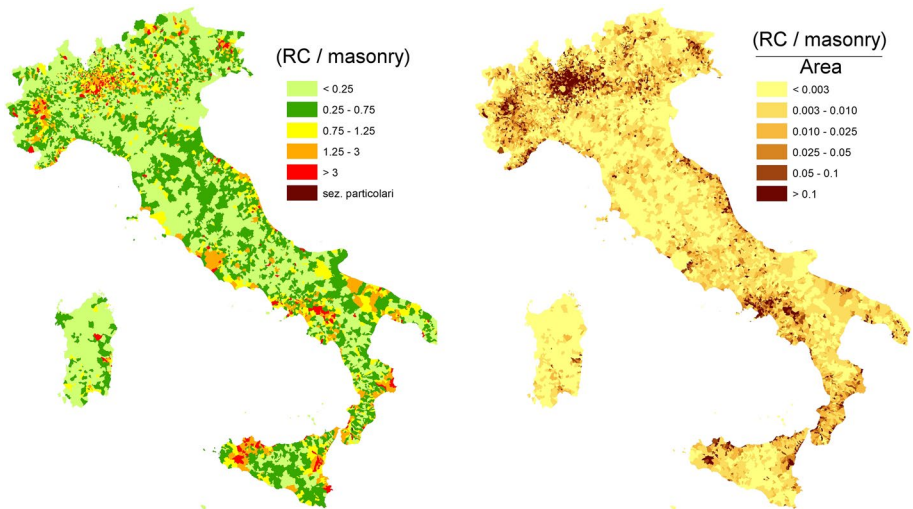 (RC / masonry)
< 0.25
0.25 - 0.75
0.75 - 1.25
1.25 - 3
> 3
sez. particolari
(RC / masonry)
Area
< 0.003
0.003 - 0.010
0.010 - 0.025
0.025 - 0.05
0.05 - 0.1
> 0.1